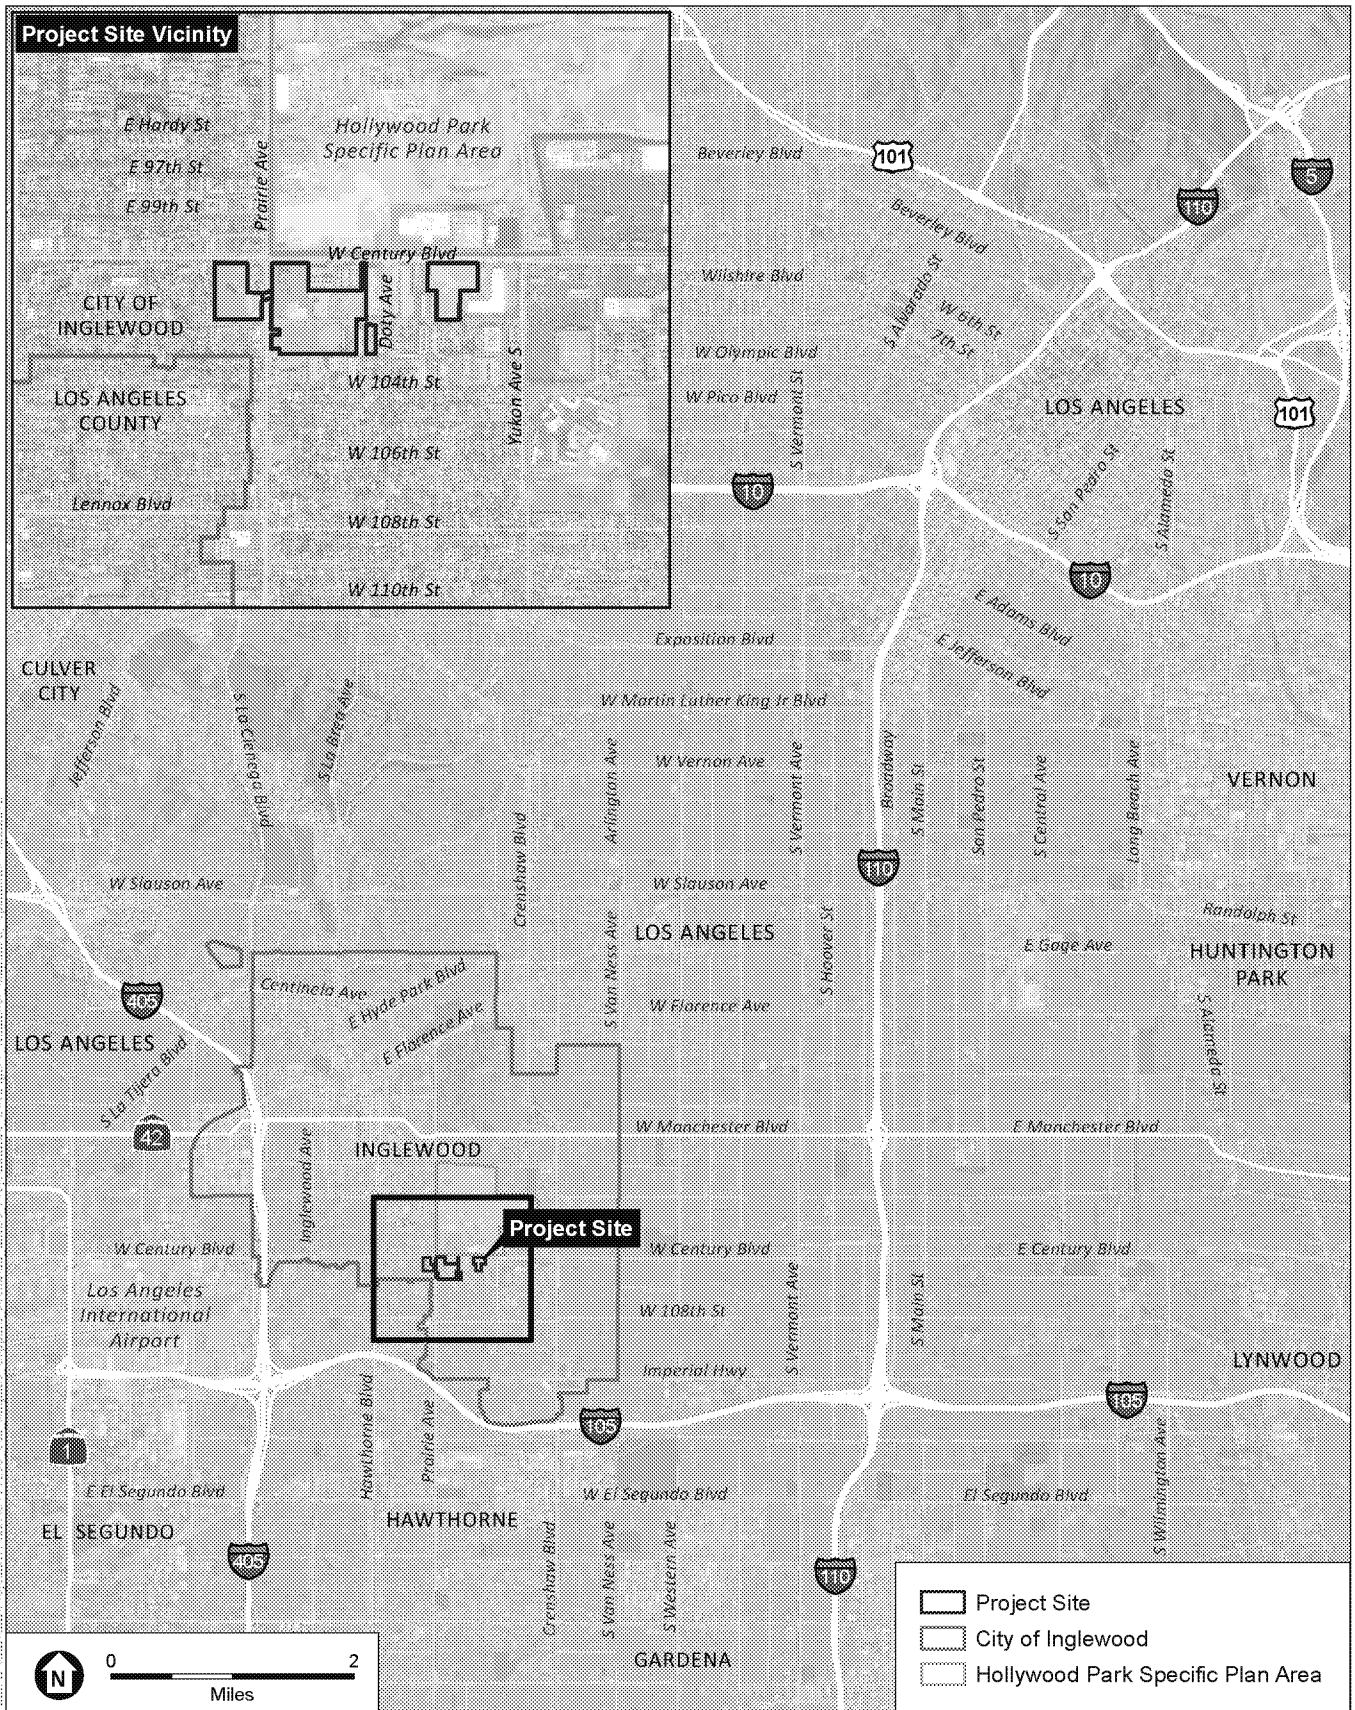 Project Site Vicinity
E Hardy St
E 97th St
E 99th St
Prairie Ave
Hollywood Park
Specific Plan Area
W Century Blvd
CITY OF
INGLEWOOD
Doty Ave
LOS ANGELES
COUNTY
W 104th St
Yukon Ave S
W 106th St
Lennox Blvd
W 108th St
W 110th St
Beverley Blvd
101
5
110
Beverley Blvd
Wilshire Blvd
S Alvarado St
W 6th St
7th St
W Olympic Blvd
W Pico Blvd
S Vermont St
LOS ANGELES
101
10
S San Pedro St
S Alameda St
10
E Adams Blvd
Exposition Blvd
E Jefferson Blvd
CULVER
CITY
Jefferson Blvd
S La Cienega Blvd
S La Brea Ave
W Martin Luther King Jr Blvd
W Vernon Ave
Arlington Ave
S Vermont Ave
Broadway
S Main St
San Pedro St
S Central Ave
Long Beach Ave
VERNON
Crenshaw Blvd
110
W Slauson Ave
W Slauson Ave
Randolph St
LOS ANGELES
S Van Ness Ave
S Hoover St
E Gage Ave
HUNTINGTON
PARK
Centinela Ave
E Hyde Park Blvd
E Florence Ave
W Florence Ave
405
LOS ANGELES
S La Tijera Blvd
S Alameda St
42
W Manchester Blvd
E Manchester Blvd
INGLEWOOD
Inglewood Ave
Project Site
W Century Blvd
W Century Blvd
E Century Blvd
Los Angeles
International
Airport
W 108th St
S Vermont Ave
S Main St
Imperial Hwy
LYNWOOD
105
105
Hawthorne Blvd
Prairie Ave
1
S Wilmington Ave
E El Segundo Blvd
W El Segundo Blvd
El Segundo Blvd
EL SEGUNDO
HAWTHORNE
405
Crenshaw Blvd
S Van Ness Ave
S Western Ave
110
GARDENA
N
0 2
Miles
Project Site
City of Inglewood
Hollywood Park Specific Plan Area